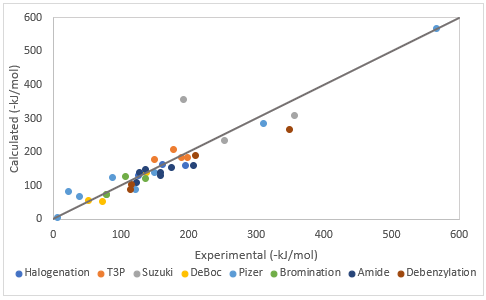 600
500
400
300
200
100
0
Calculated (-kJ/mol)
0 100 200 300 400 500 600
Experimental (-kJ/mol)
Halogenation T3P Suzuki DeBoc Pizer Bromination Amide Debenzylation